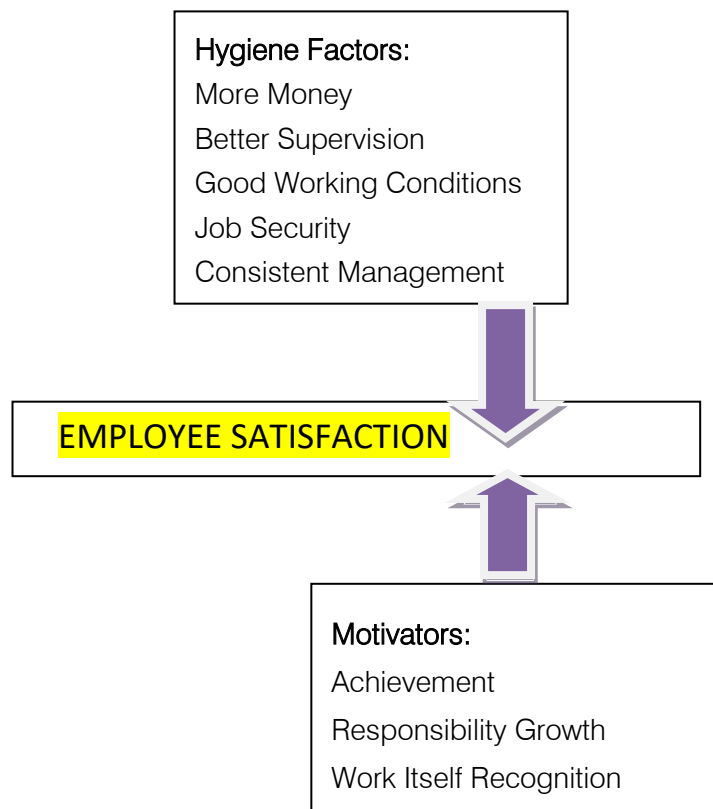 Hygiene Factors:
More Money
Better Supervision
Good Working Conditions
Job Security
Consistent Management
EMPLOYEE SATISFACTION
Motivators:
Achievement
Responsibility Growth
Work Itself Recognition